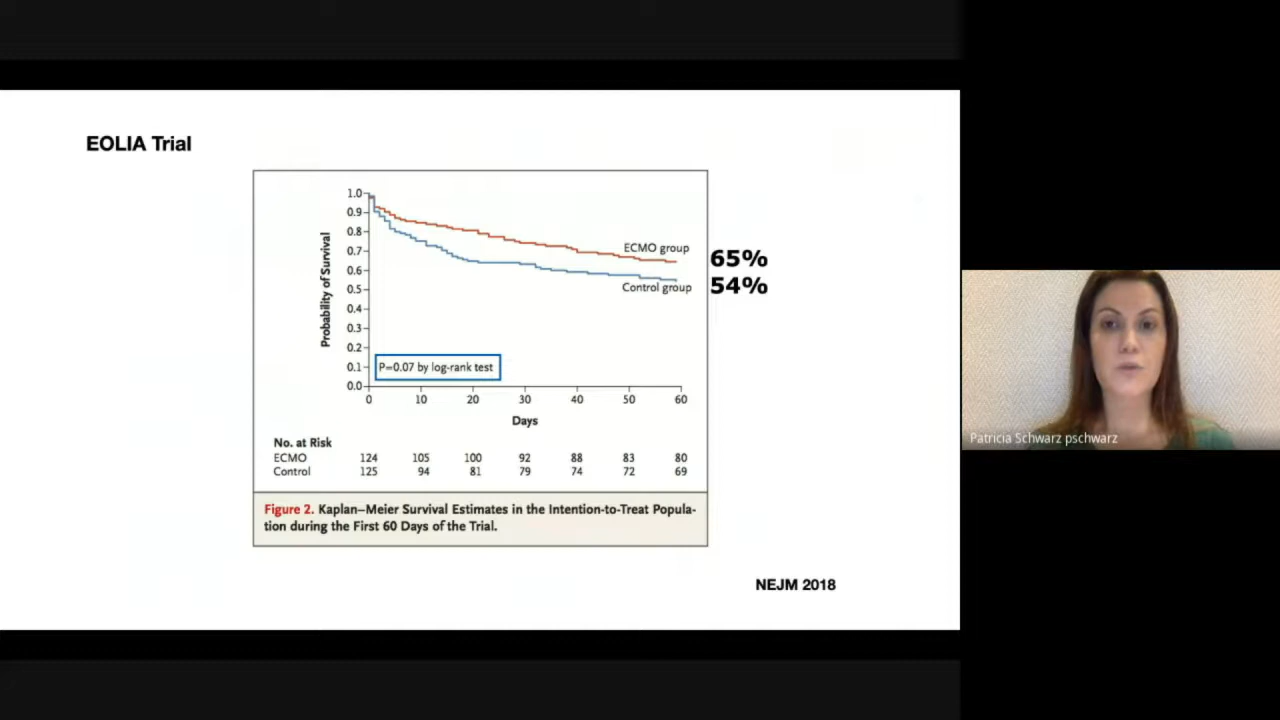 EOLIA Trial
1.0
0.9
0.8
0.7
0.6
0.5
0.4
0.3
0.2
0.1
0.0
Probability of Survival
ECMO group
65%
Control group
54%
P=0.07 by log-rank test
0 10 20 30 40 50 60
Days
No. at Risk
ECMO 124 105 100 92 88 83 80
Control 125 94 81 79 74 72 69
Figure 2. Kaplan–Meier Survival Estimates in the Intention-to-Treat Popula-
tion during the First 60 Days of the Trial.
NEJM 2018
Patricia Schwarz pschwarz